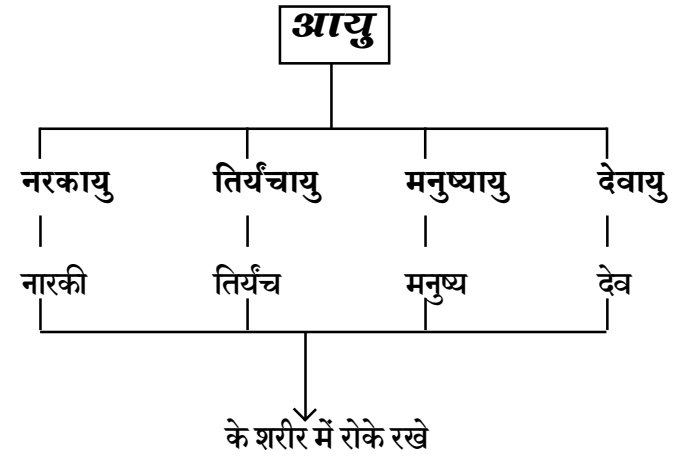 आयु
नरकायु तिर्यंचायु मनुष्यायु देवायु
नारकी तिर्यंच मनुष्य देव
के शरीर में रोके रखे